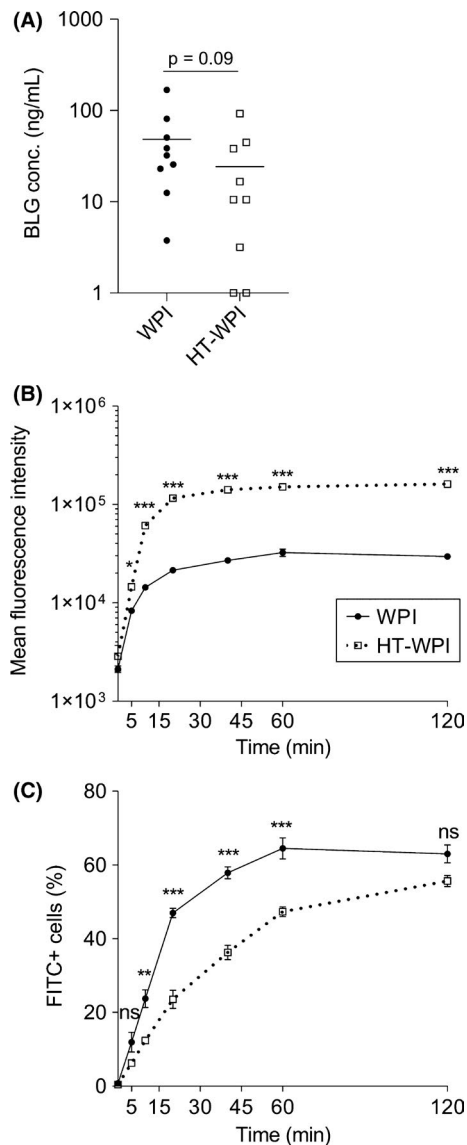 (A)
1000
100
10
1
BLG conc. (ng/mL)
p = 0.09
WPI
HT-WPI
(B)
1×10⁶
1×10⁵
1×10⁴
1×10³
Mean fluorescence intensity
*
***
***
***
***
***
WPI
HT-WPI
5 15 30 45 60 120
Time (min)
(C)
80
60
40
20
0
FITC+ cells (%)
ns
**
***
***
***
ns
5 15 30 45 60 120
Time (min)